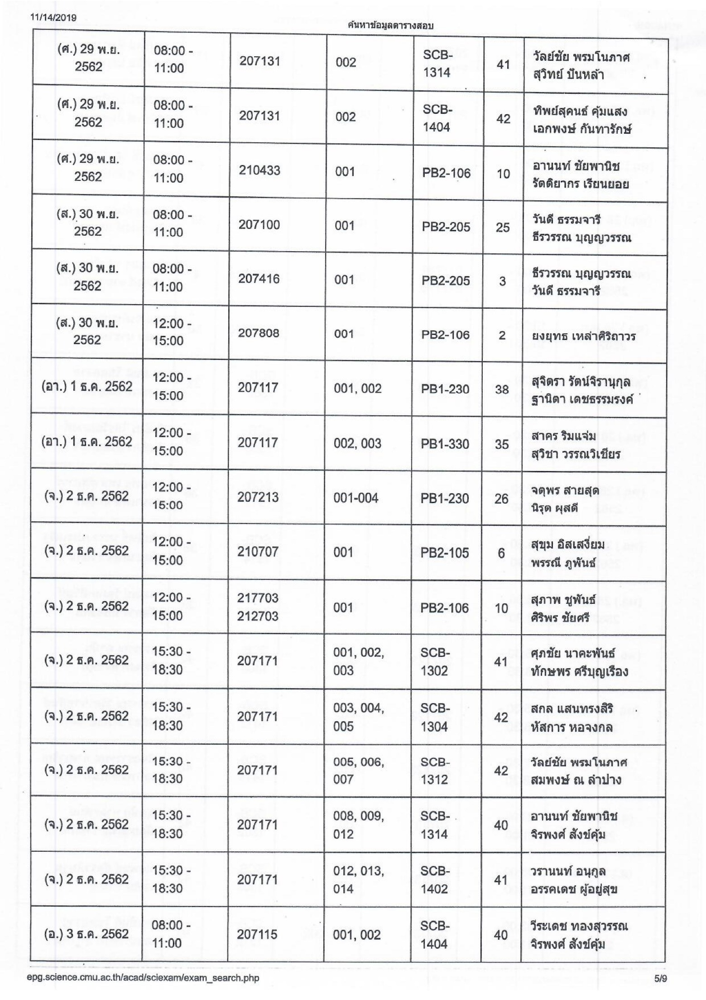 11/14/2019
ค้นหาข้อมูลตารางสอบ
(ศ.) 29 พ.ย. 2562 08:00 - 11:00 207131 002 SCB-1314 41 วัลย์ชัย พรมโนภาศ สุวิทย์ ปันหล้า
(ศ.) 29 พ.ย. 2562 08:00 - 11:00 207131 002 SCB-1404 42 ทิพย์สุคนธ์ คุ้มแสง เอกพงษ์ กันทารักษ์
(ศ.) 29 พ.ย. 2562 08:00 - 11:00 210433 001 PB2-106 10 อานนท์ ชัยพานิช รัตติยากร เรียนยอย
(ส.) 30 พ.ย. 2562 08:00 - 11:00 207100 001 PB2-205 25 วันดี ธรรมจารี ธีรวรรณ บุญญวรรณ
(ส.) 30 พ.ย. 2562 08:00 - 11:00 207416 001 PB2-205 3 ธีรวรรณ บุญญวรรณ วันดี ธรรมจารี
(ส.) 30 พ.ย. 2562 12:00 - 15:00 207808 001 PB2-106 2 ยงยุทธ เหล่าศิริถาวร
(อา.) 1 ธ.ค. 2562 12:00 - 15:00 207117 001, 002 PB1-230 38 สุจิตรา รัตน์จิรานุกูล ฐานิตา เดชธรรมรงค์
(อา.) 1 ธ.ค. 2562 12:00 - 15:00 207117 002, 003 PB1-330 35 สาคร ริมแจ่ม สุวิชา วรรณวิเชียร
(จ.) 2 ธ.ค. 2562 12:00 - 15:00 207213 001-004 PB1-230 26 จตุพร สายสุด นิรุต ผุสดี
(จ.) 2 ธ.ค. 2562 12:00 - 15:00 210707 001 PB2-105 6 สุขุม อิสเสงี่ยม พรรณี ภูพันธ์
(จ.) 2 ธ.ค. 2562 12:00 - 15:00 217703 212703 001 PB2-106 10 สุภาพ ชูพันธ์ ศิริพร ชัยศรี
(จ.) 2 ธ.ค. 2562 15:30 - 18:30 207171 001, 002, 003 SCB-1302 41 ศุภชัย นาคะพันธ์ ทักษพร ศรีบุญเรือง
(จ.) 2 ธ.ค. 2562 15:30 - 18:30 207171 003, 004, 005 SCB-1304 42 สกล แสนทรงสิริ หัสการ หอจงกล
(จ.) 2 ธ.ค. 2562 15:30 - 18:30 207171 005, 006, 007 SCB-1312 42 วัลย์ชัย พรมโนภาศ สมพงษ์ ณ ลำปาง
(จ.) 2 ธ.ค. 2562 15:30 - 18:30 207171 008, 009, 012 SCB-1314 40 อานนท์ ชัยพานิช จิรพงศ์ สังข์คุ้ม
(จ.) 2 ธ.ค. 2562 15:30 - 18:30 207171 012, 013, 014 SCB-1402 41 วรานนท์ อนุกูล อรรคเดช ผู้อยู่สุข
(อ.) 3 ธ.ค. 2562 08:00 - 11:00 207115 001, 002 SCB-1404 40 วีระเดช ทองสุวรรณ จิรพงศ์ สังข์คุ้ม
epg.science.cmu.ac.th/acad/sciexam/exam_search.php
5/9